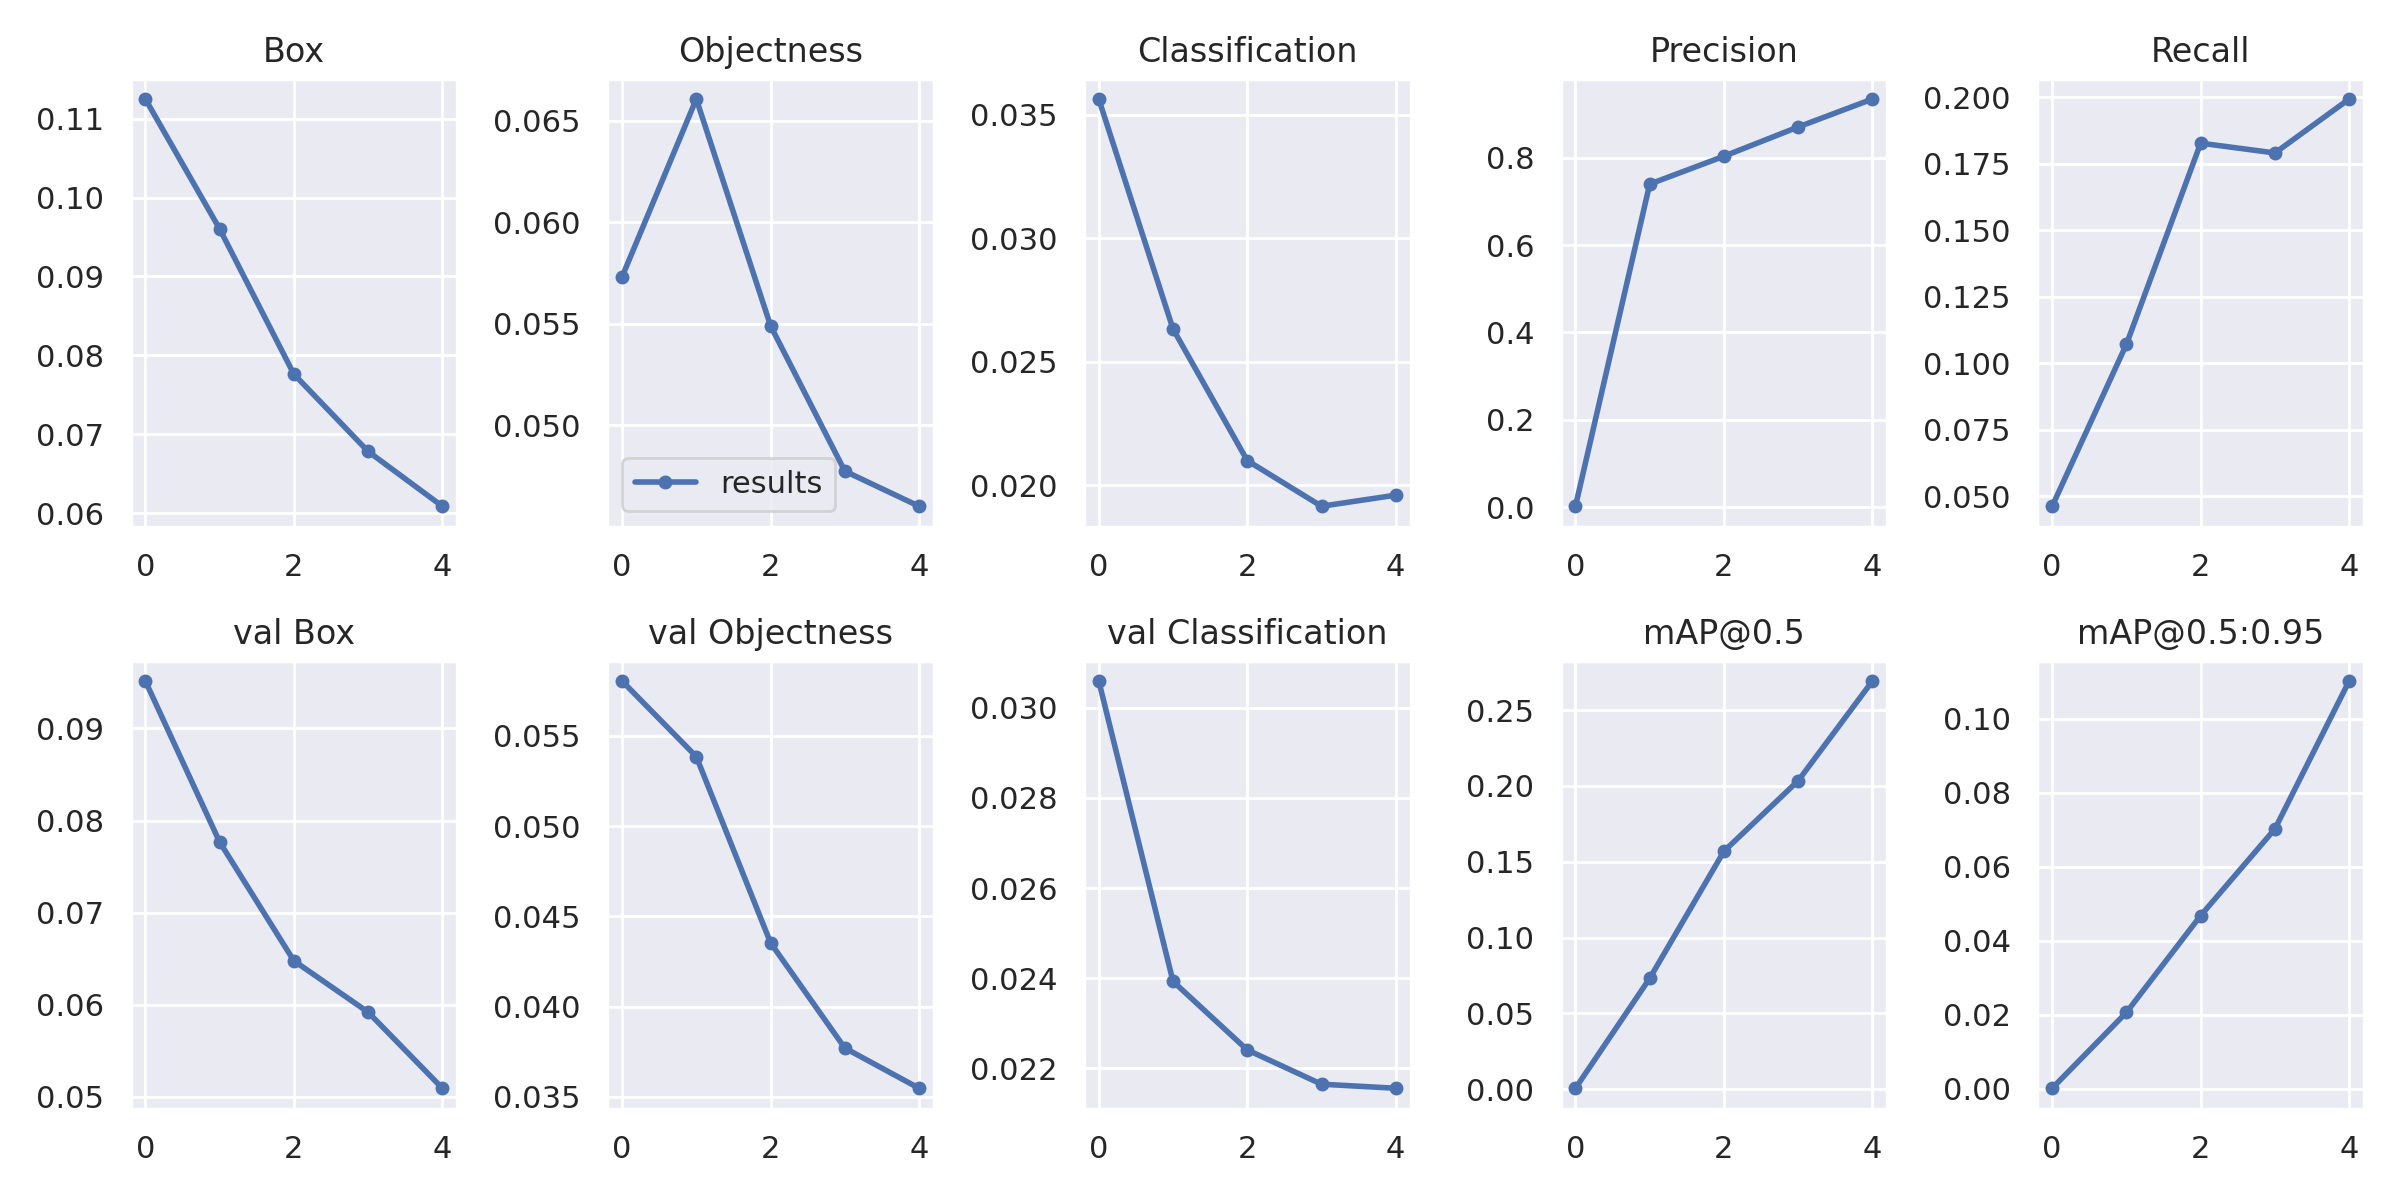 Box
0.11
0.10
0.09
0.08
0.07
0.06
0 2 4
Objectness
0.065
0.060
0.055
0.050
results
0 2 4
Classification
0.035
0.030
0.025
0.020
0 2 4
Precision
0.8
0.6
0.4
0.2
0.0
0 2 4
Recall
0.200
0.175
0.150
0.125
0.100
0.075
0.050
0 2 4
val Box
0.09
0.08
0.07
0.06
0.05
0 2 4
val Objectness
0.055
0.050
0.045
0.040
0.035
0 2 4
val Classification
0.030
0.028
0.026
0.024
0.022
0 2 4
mAP@0.5
0.25
0.20
0.15
0.10
0.05
0.00
0 2 4
mAP@0.5:0.95
0.10
0.08
0.06
0.04
0.02
0.00
0 2 4